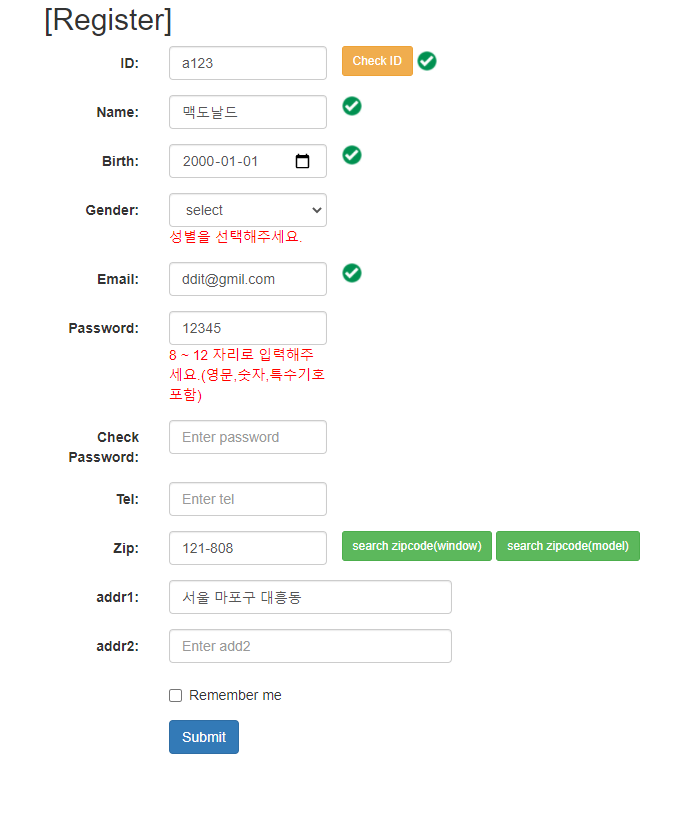 [Register]
ID: a123 Check ID
Name: 맥도날드
Birth: 2000-01-01
Gender: select
성별을 선택해주세요.
Email: ddit@gmil.com
Password: 12345
8 ~ 12 자리로 입력해주
세요.(영문,숫자,특수기호
포함)
Check Enter password
Password:
Tel: Enter tel
Zip: 121-808 search zipcode(window) search zipcode(model)
addr1: 서울 마포구 대흥동
addr2: Enter add2
Remember me
Submit